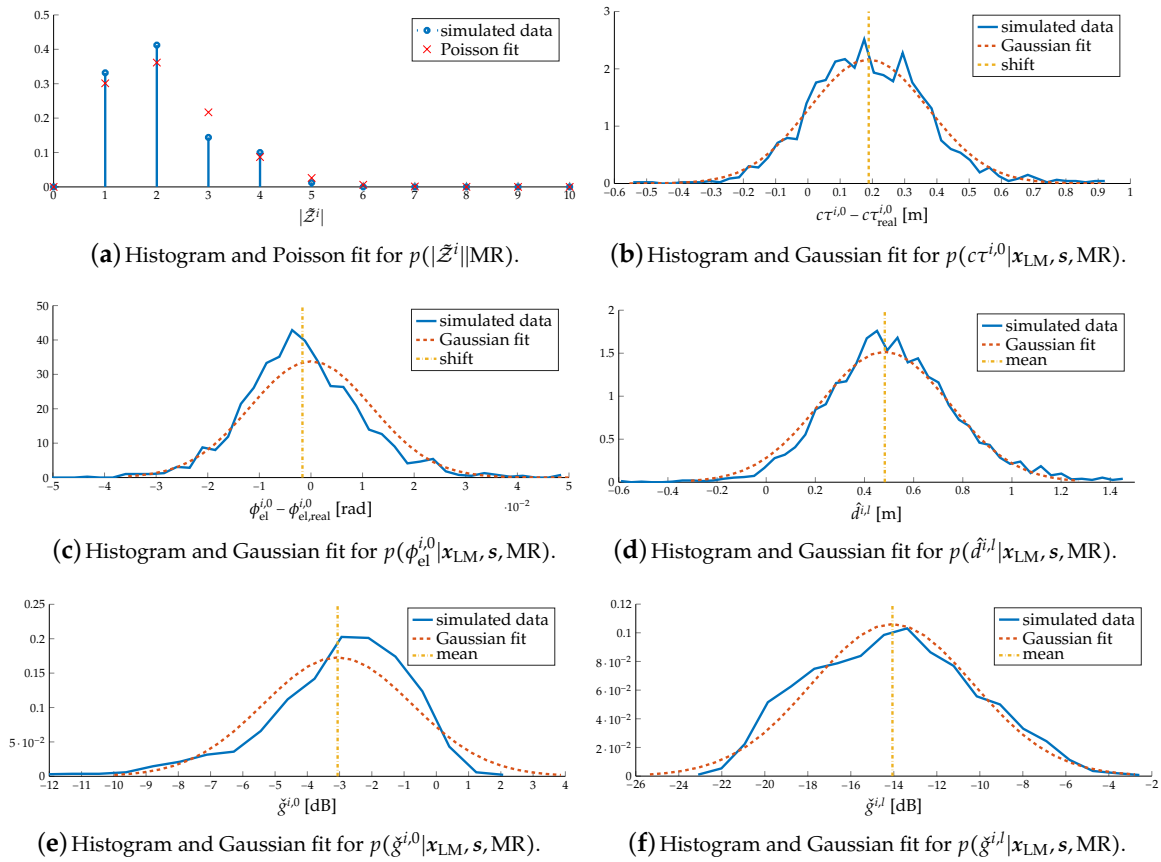 0.5
0.4
0.3
0.2
0.1
0
0 1 2 3 4 5 6 7 8 9 10
simulated data
Poisson fit
|𝒵̃ⁱ|
(a) Histogram and Poisson fit for p(|𝒵̃ⁱ||MR).
3
2
1
0
−0.6 −0.5 −0.4 −0.3 −0.2 −0.1 0 0.1 0.2 0.3 0.4 0.5 0.6 0.7 0.8 0.9 1
simulated data
Gaussian fit
shift
cτ^{i,0} − cτ^{i,0}_{real} [m]
(b) Histogram and Gaussian fit for p(cτ^{i,0}|x_{LM}, s, MR).
50
40
30
20
10
0
−5 −4 −3 −2 −1 0 1 2 3 4 5
·10⁻²
simulated data
Gaussian fit
shift
ϕ^{i,0}_{el} − ϕ^{i,0}_{el,real} [rad]
(c) Histogram and Gaussian fit for p(ϕ^{i,0}_{el}|x_{LM}, s, MR).
2
1.5
1
0.5
0
−0.6 −0.4 −0.2 0 0.2 0.4 0.6 0.8 1 1.2 1.4
simulated data
Gaussian fit
mean
d̂^{i,l} [m]
(d) Histogram and Gaussian fit for p(d̂^{i,l}|x_{LM}, s, MR).
0.25
0.2
0.15
0.1
5·10⁻²
0
−12 −11 −10 −9 −8 −7 −6 −5 −4 −3 −2 −1 0 1 2 3 4
simulated data
Gaussian fit
mean
ǧ^{i,0} [dB]
(e) Histogram and Gaussian fit for p(ǧ^{i,0}|x_{LM}, s, MR).
0.12
0.1
8·10⁻²
6·10⁻²
4·10⁻²
2·10⁻²
0
−26 −24 −22 −20 −18 −16 −14 −12 −10 −8 −6 −4 −2
simulated data
Gaussian fit
mean
ǧ^{i,l} [dB]
(f) Histogram and Gaussian fit for p(ǧ^{i,l}|x_{LM}, s, MR).